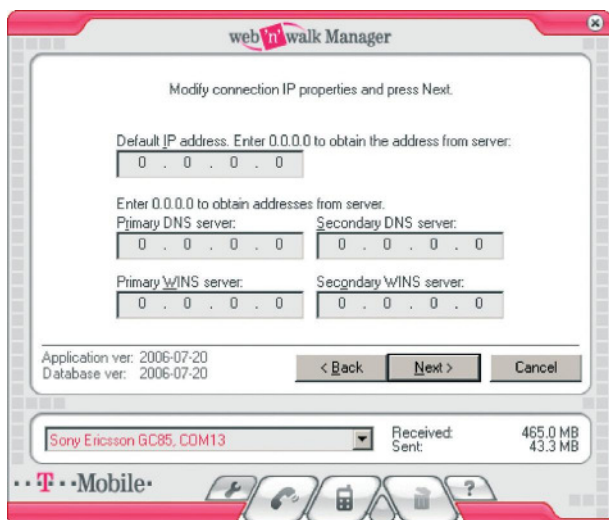 web'n'walk Manager
Modify connection IP properties and press Next.
Default IP address. Enter 0.0.0.0 to obtain the address from server:
0 . 0 . 0 . 0
Enter 0.0.0.0 to obtain addresses from server.
Primary DNS server: Secondary DNS server:
0 . 0 . 0 . 0 0 . 0 . 0 . 0
Primary WINS server: Secondary WINS server:
0 . 0 . 0 . 0 0 . 0 . 0 . 0
Application ver: 2006-07-20
Database ver: 2006-07-20
< Back Next > Cancel
Sony Ericsson GC85, COM13
Received: 465.0 MB
Sent: 43.3 MB
··T··Mobile·
?